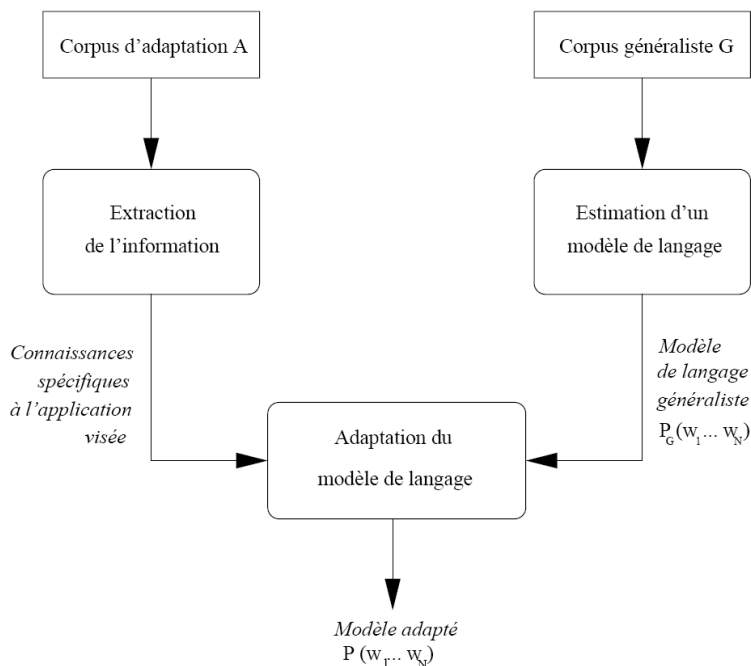 Corpus d'adaptation A
Corpus généraliste G
Extraction
de l'information
Estimation d'un
modèle de langage
Connaissances
spécifiques
à l'application
visée
Modèle
de langage
généraliste
P_G(w_1... w_N)
Adaptation du
modèle de langage
Modèle adapté
P (w_1... w_N)